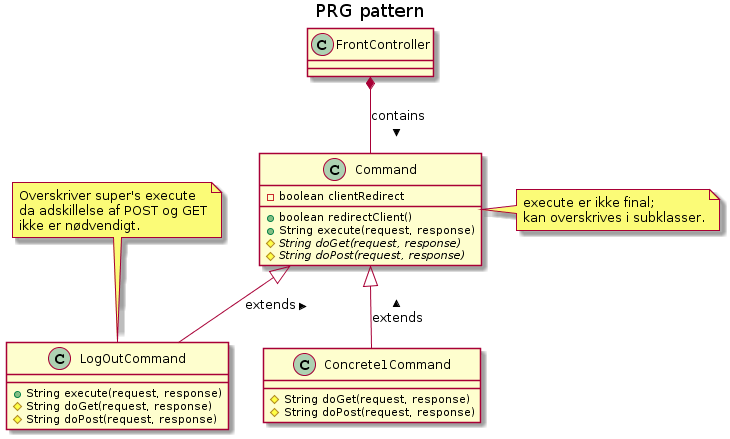 PRG pattern
C FrontController
contains
▼
C Command
boolean clientRedirect
boolean redirectClient()
String execute(request, response)
String doGet(request, response)
String doPost(request, response)
Overskriver super's execute
da adskillelse af POST og GET
ikke er nødvendigt.
execute er ikke final;
kan overskrives i subklasser.
extends ▶
▲
extends
C LogOutCommand
String execute(request, response)
String doGet(request, response)
String doPost(request, response)
C Concrete1Command
String doGet(request, response)
String doPost(request, response)